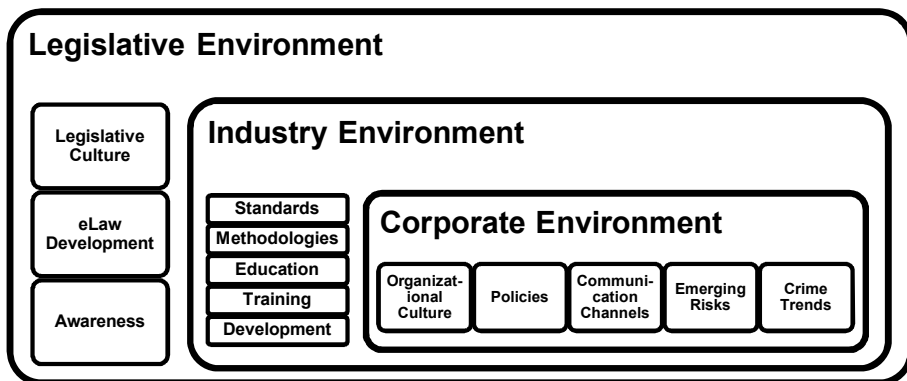 Legislative Environment
Legislative
Culture
eLaw
Development
Awareness
Industry Environment
Standards
Methodologies
Education
Training
Development
Corporate Environment
Organizat-
ional
Culture
Policies
Communi-
cation
Channels
Emerging
Risks
Crime
Trends